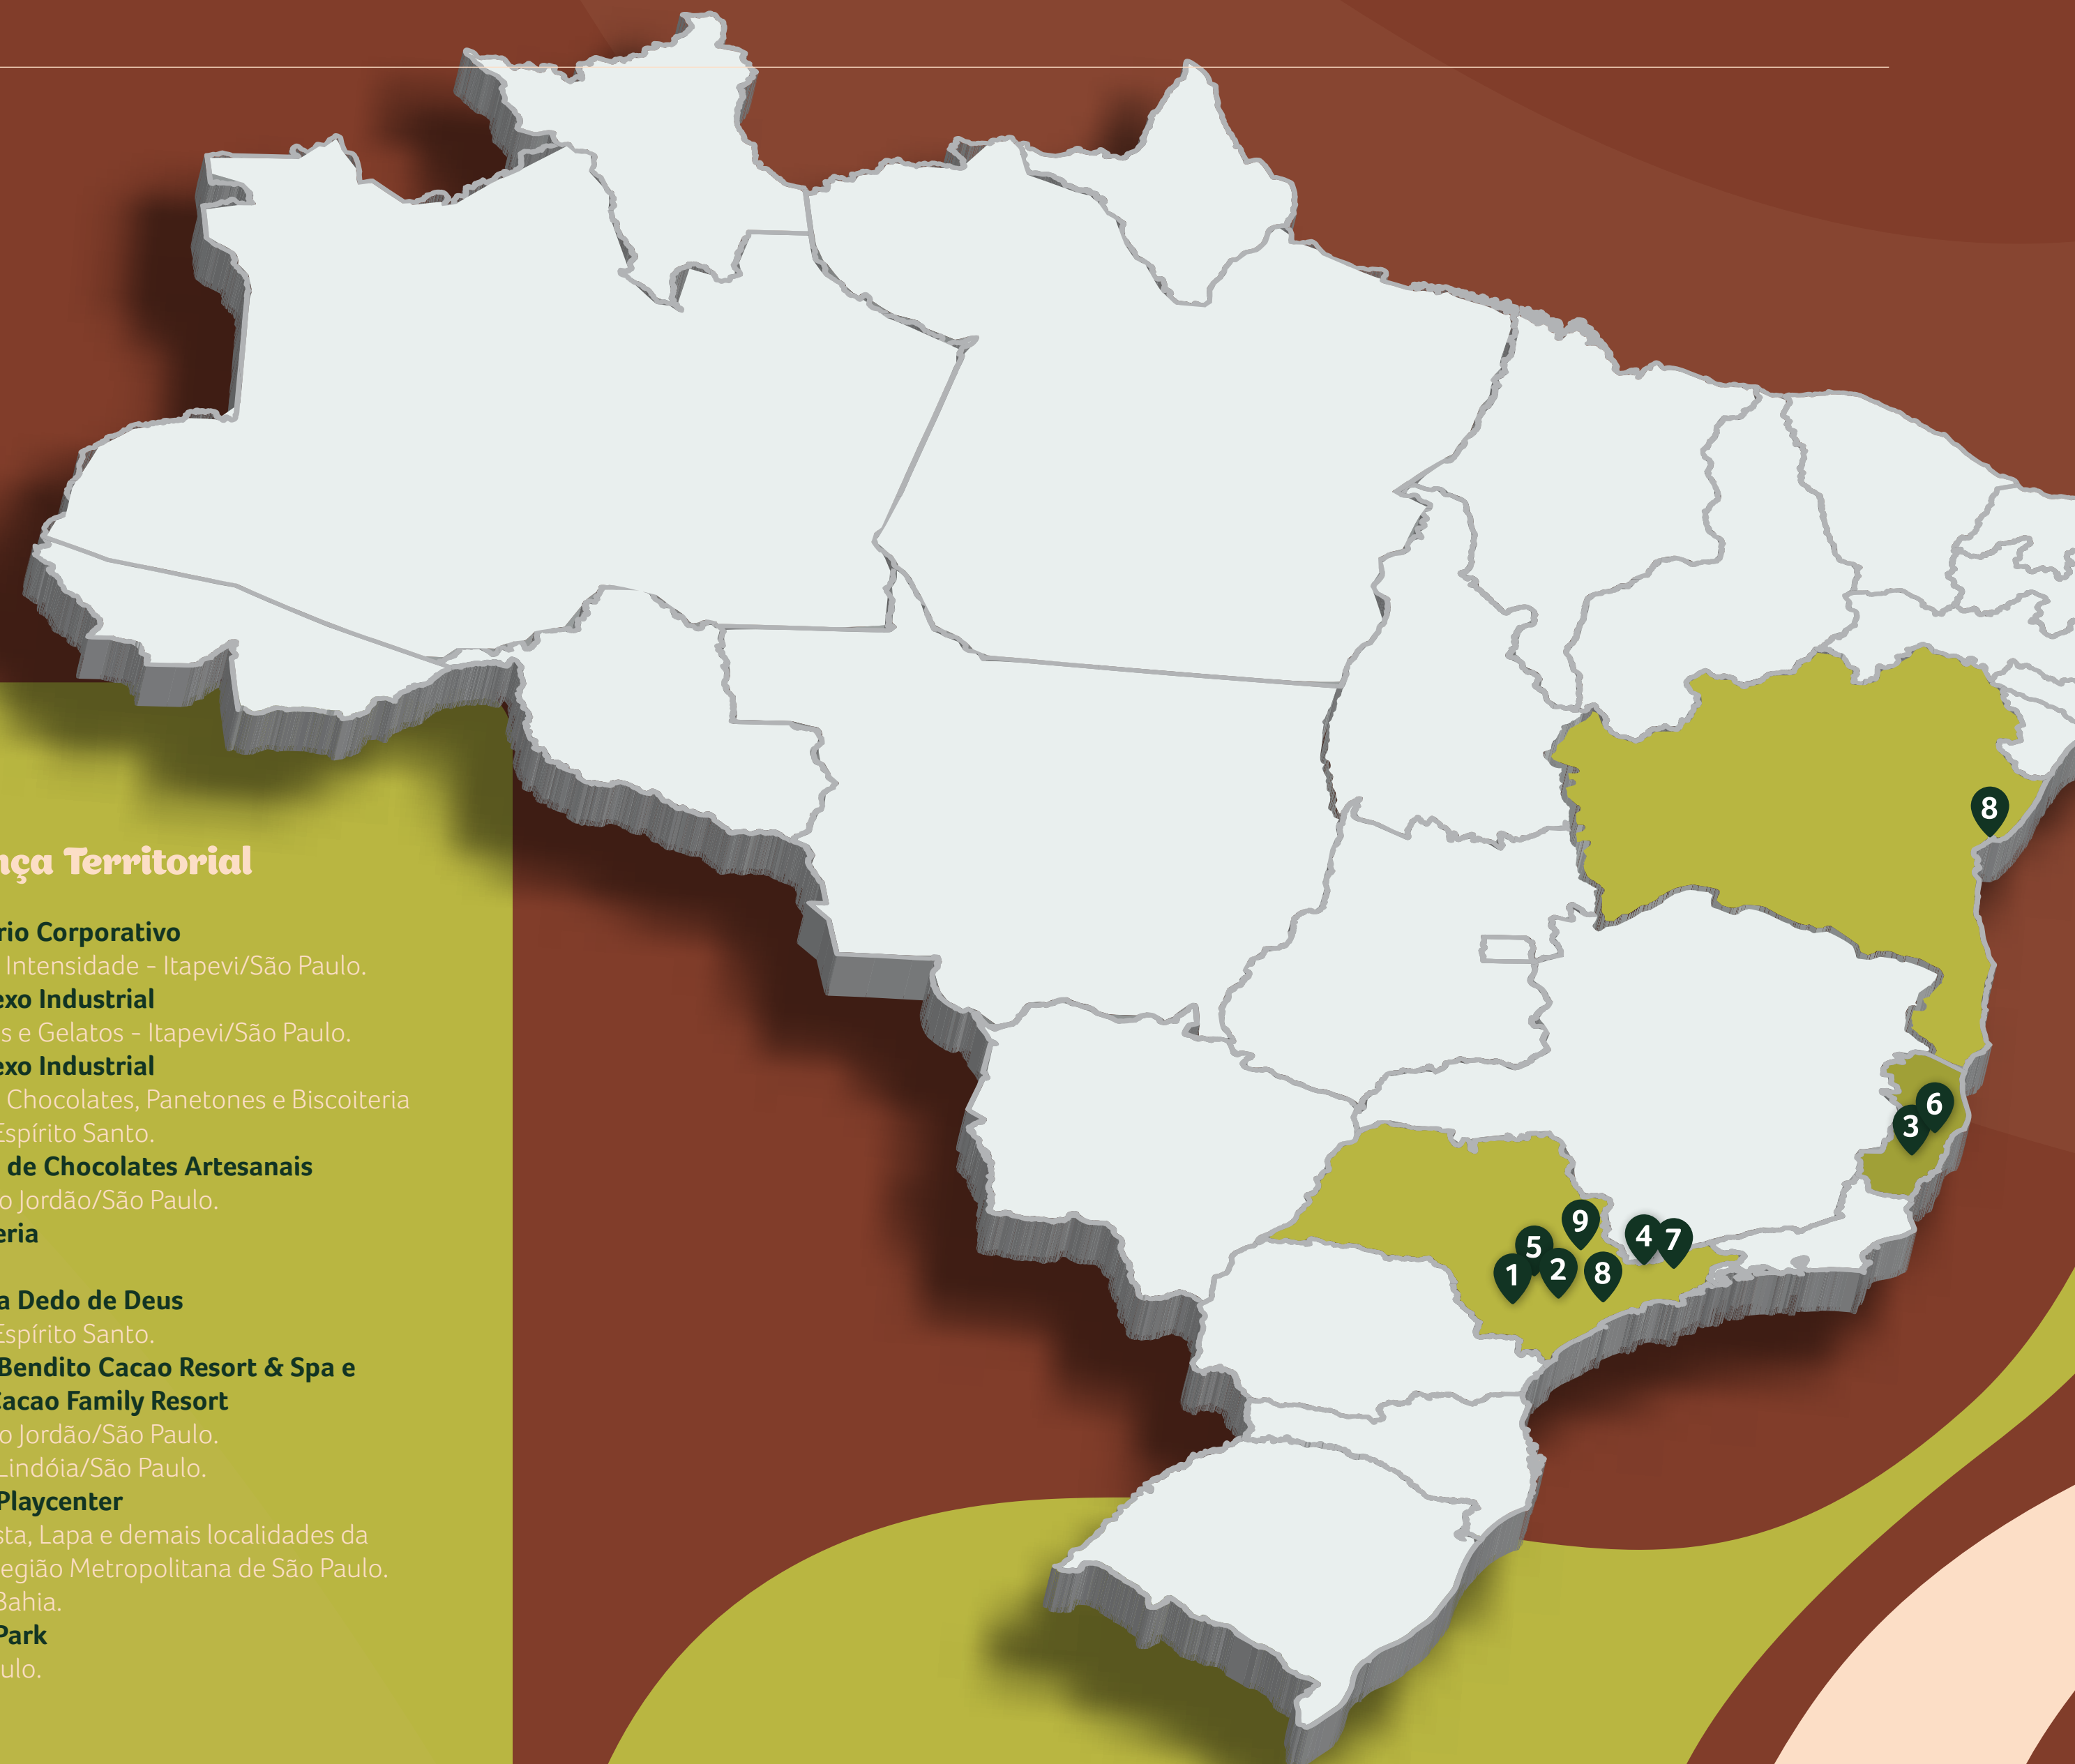 nça Territorial
rio Corporativo
Intensidade - Itapevi/São Paulo.
exo Industrial
s e Gelatos - Itapevi/São Paulo.
exo Industrial
Chocolates, Panetones e Biscoiteria
Espírito Santo.
de Chocolates Artesanais
o Jordão/São Paulo.
eria
a Dedo de Deus
Espírito Santo.
Bendito Cacao Resort & Spa e
Cacao Family Resort
o Jordão/São Paulo.
Lindóia/São Paulo.
Playcenter
sta, Lapa e demais localidades da
egião Metropolitana de São Paulo.
Bahia.
Park
ulo.
8
6
3
9
4
7
5
2
8
1